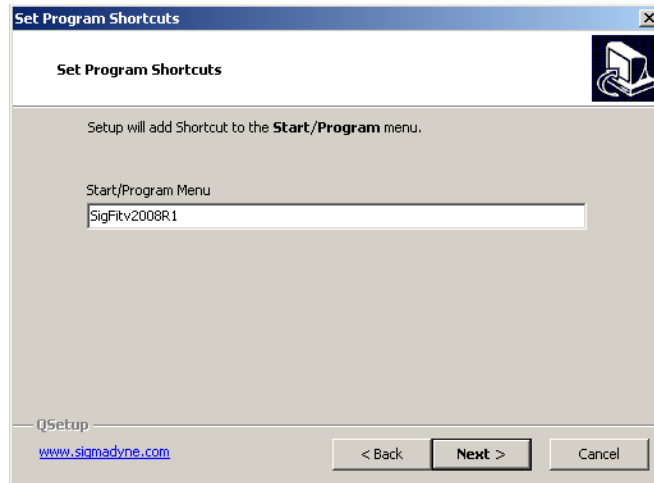 Set Program Shortcuts
Set Program Shortcuts
Setup will add Shortcut to the Start/Program menu.
Start/Program Menu
SigFitv2008R1
QSetup
www.sigmadyne.com
< Back
Next >
Cancel